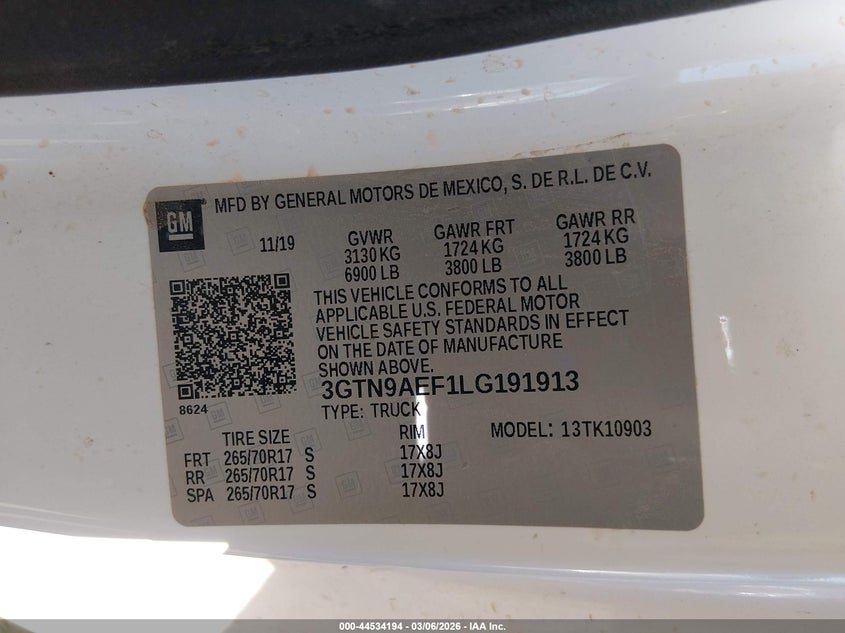 GM
MFD BY GENERAL MOTORS DE MEXICO, S. DE R.L. DE C.V.
11/19
GVWR GAWR FRT GAWR RR
3130 KG 1724 KG 1724 KG
6900 LB 3800 LB 3800 LB
THIS VEHICLE CONFORMS TO ALL
APPLICABLE U.S. FEDERAL MOTOR
VEHICLE SAFETY STANDARDS IN EFFECT
ON THE DATE OF MANUFACTURE
SHOWN ABOVE.
8624
3GTN9AEF1LG191913
TYPE: TRUCK
TIRE SIZE RIM MODEL: 13TK10903
FRT 265/70R17 S 17X8J
RR 265/70R17 S 17X8J
SPA 265/70R17 S 17X8J
000-44534194 - 03/06/2026 - IAA Inc.